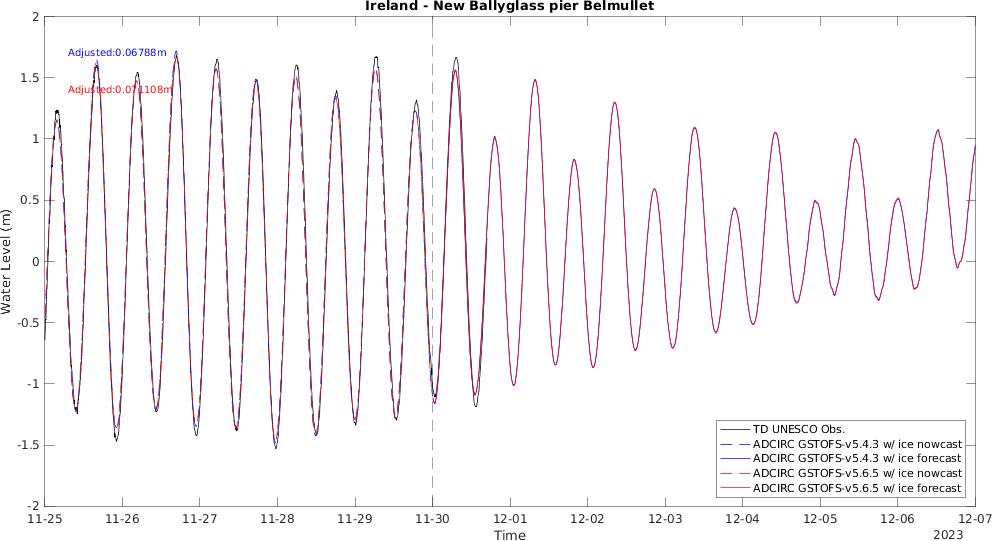 Ireland - New Ballyglass pier Belmullet
2
1.5
1
0.5
0
-0.5
-1
-1.5
-2
Water Level (m)
Adjusted:0.06788m
Adjusted:0.071108m
TD UNESCO Obs.
ADCIRC GSTOFS-v5.4.3 w/ ice nowcast
ADCIRC GSTOFS-v5.4.3 w/ ice forecast
ADCIRC GSTOFS-v5.6.5 w/ ice nowcast
ADCIRC GSTOFS-v5.6.5 w/ ice forecast
11-25 11-26 11-27 11-28 11-29 11-30 12-01 12-02 12-03 12-04 12-05 12-06 12-07
Time
2023